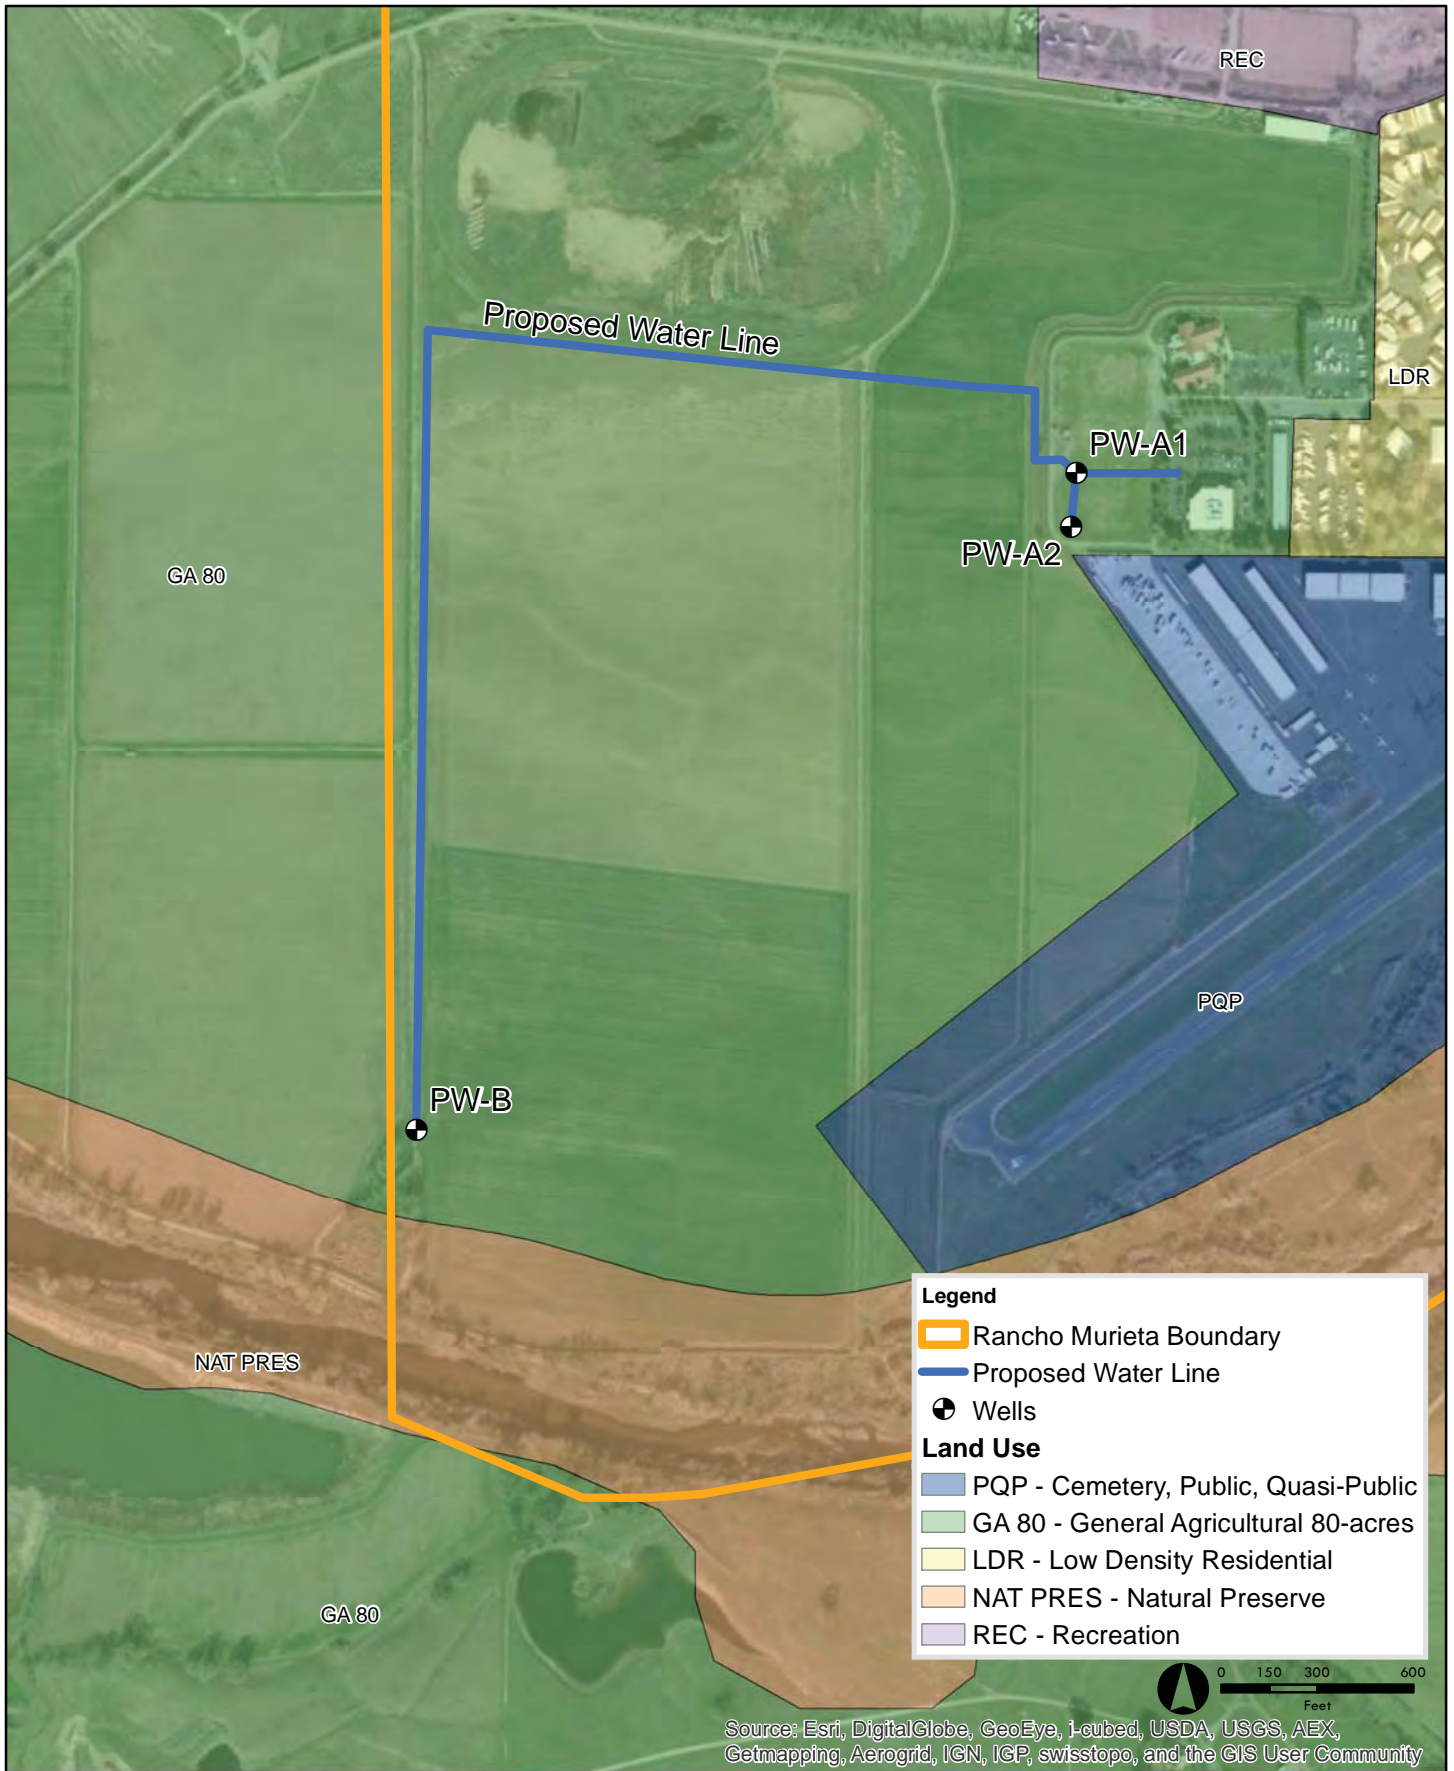 REC
Proposed Water Line
LDR
PW-A1
PW-A2
GA 80
PQP
PW-B
NAT PRES
GA 80
Legend
Rancho Murieta Boundary
Proposed Water Line
Wells
Land Use
PQP - Cemetery, Public, Quasi-Public
GA 80 - General Agricultural 80-acres
LDR - Low Density Residential
NAT PRES - Natural Preserve
REC - Recreation
0 150 300 600
Feet
Source: Esri, DigitalGlobe, GeoEye, i-cubed, USDA, USGS, AEX,
Getmapping, Aerogrid, IGN, IGP, swisstopo, and the GIS User Community